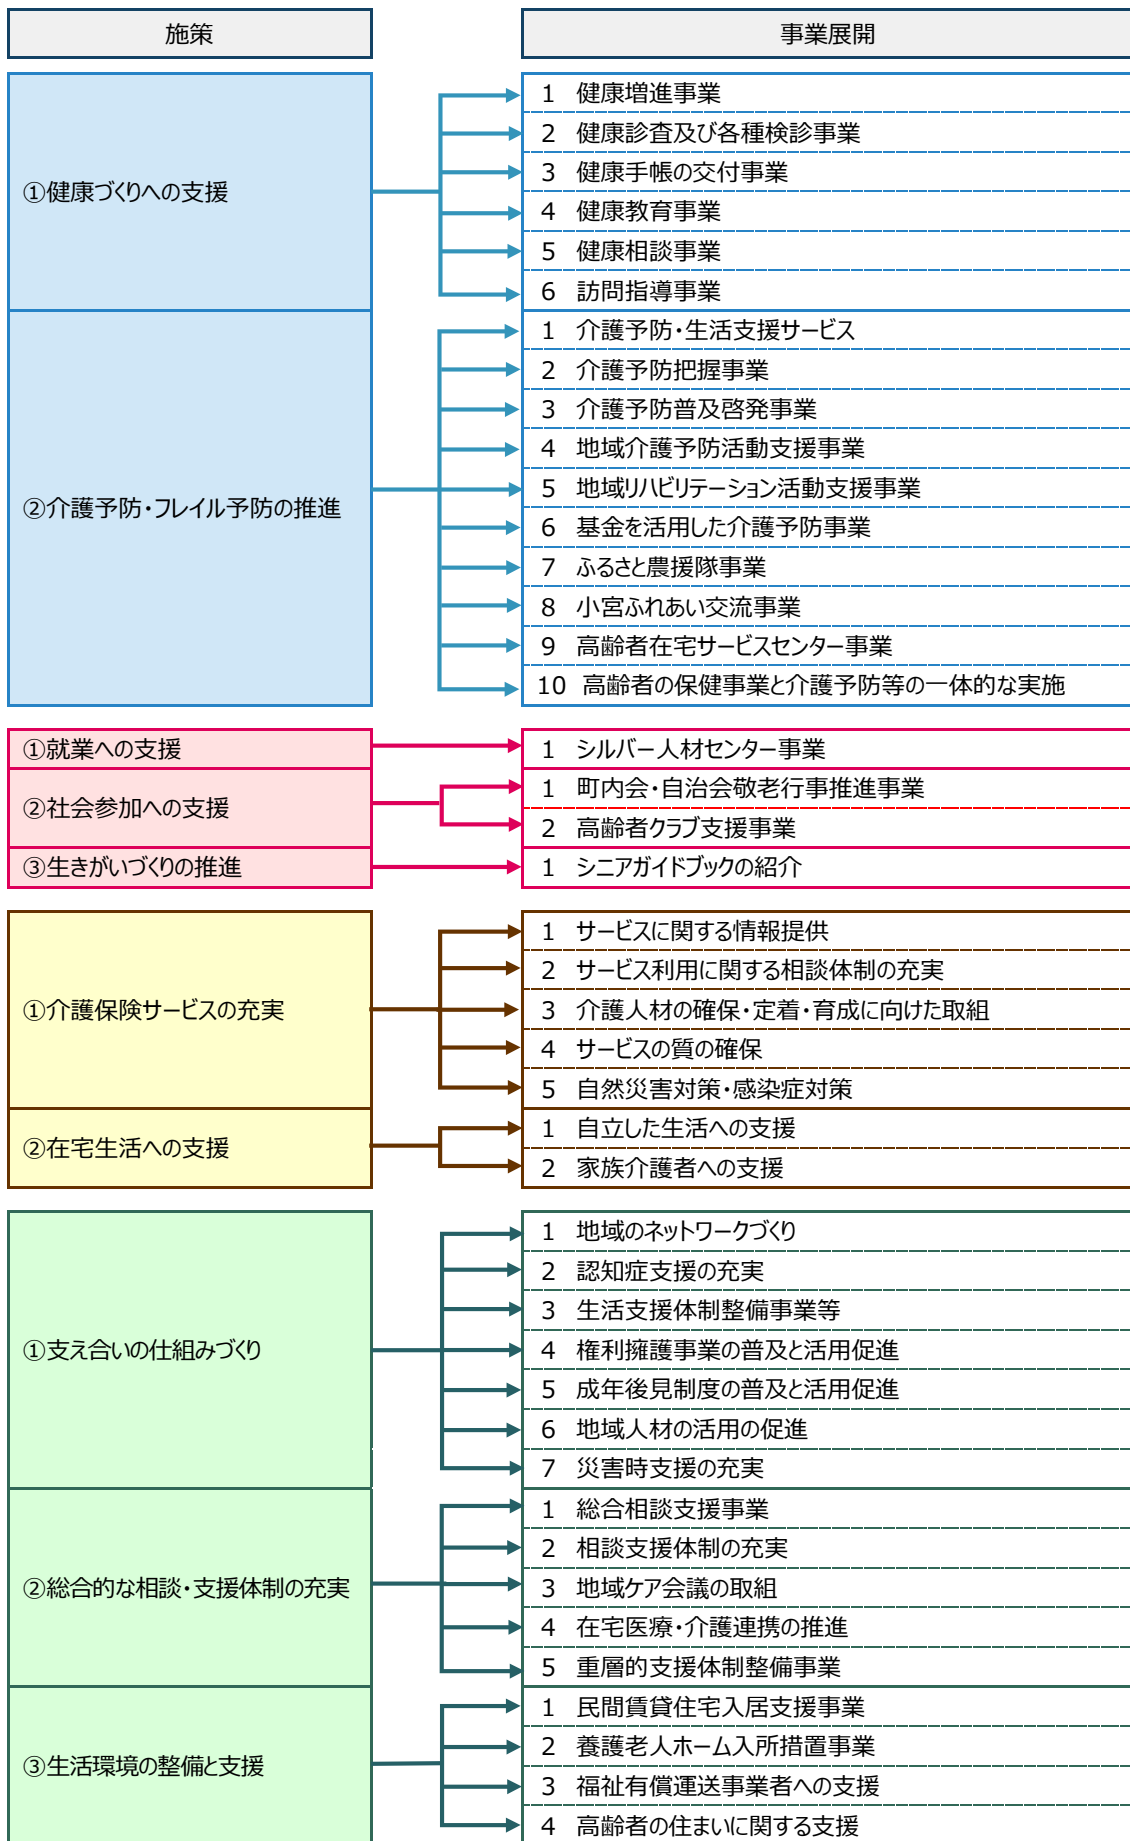 施策
事業展開
①健康づくりへの支援
1 健康増進事業
2 健康診査及び各種検診事業
3 健康手帳の交付事業
4 健康教育事業
5 健康相談事業
6 訪問指導事業
②介護予防・フレイル予防の推進
1 介護予防・生活支援サービス
2 介護予防把握事業
3 介護予防普及啓発事業
4 地域介護予防活動支援事業
5 地域リハビリテーション活動支援事業
6 基金を活用した介護予防事業
7 ふるさと農援隊事業
8 小宮ふれあい交流事業
9 高齢者在宅サービスセンター事業
10 高齢者の保健事業と介護予防等の一体的な実施
①就業への支援
1 シルバー人材センター事業
②社会参加への支援
1 町内会・自治会敬老行事推進事業
2 高齢者クラブ支援事業
③生きがいづくりの推進
1 シニアガイドブックの紹介
①介護保険サービスの充実
1 サービスに関する情報提供
2 サービス利用に関する相談体制の充実
3 介護人材の確保・定着・育成に向けた取組
4 サービスの質の確保
5 自然災害対策・感染症対策
②在宅生活への支援
1 自立した生活への支援
2 家族介護者への支援
①支え合いの仕組みづくり
1 地域のネットワークづくり
2 認知症支援の充実
3 生活支援体制整備事業等
4 権利擁護事業の普及と活用促進
5 成年後見制度の普及と活用促進
6 地域人材の活用の促進
7 災害時支援の充実
②総合的な相談・支援体制の充実
1 総合相談支援事業
2 相談支援体制の充実
3 地域ケア会議の取組
4 在宅医療・介護連携の推進
5 重層的支援体制整備事業
③生活環境の整備と支援
1 民間賃貸住宅入居支援事業
2 養護老人ホーム入所措置事業
3 福祉有償運送事業者への支援
4 高齢者の住まいに関する支援